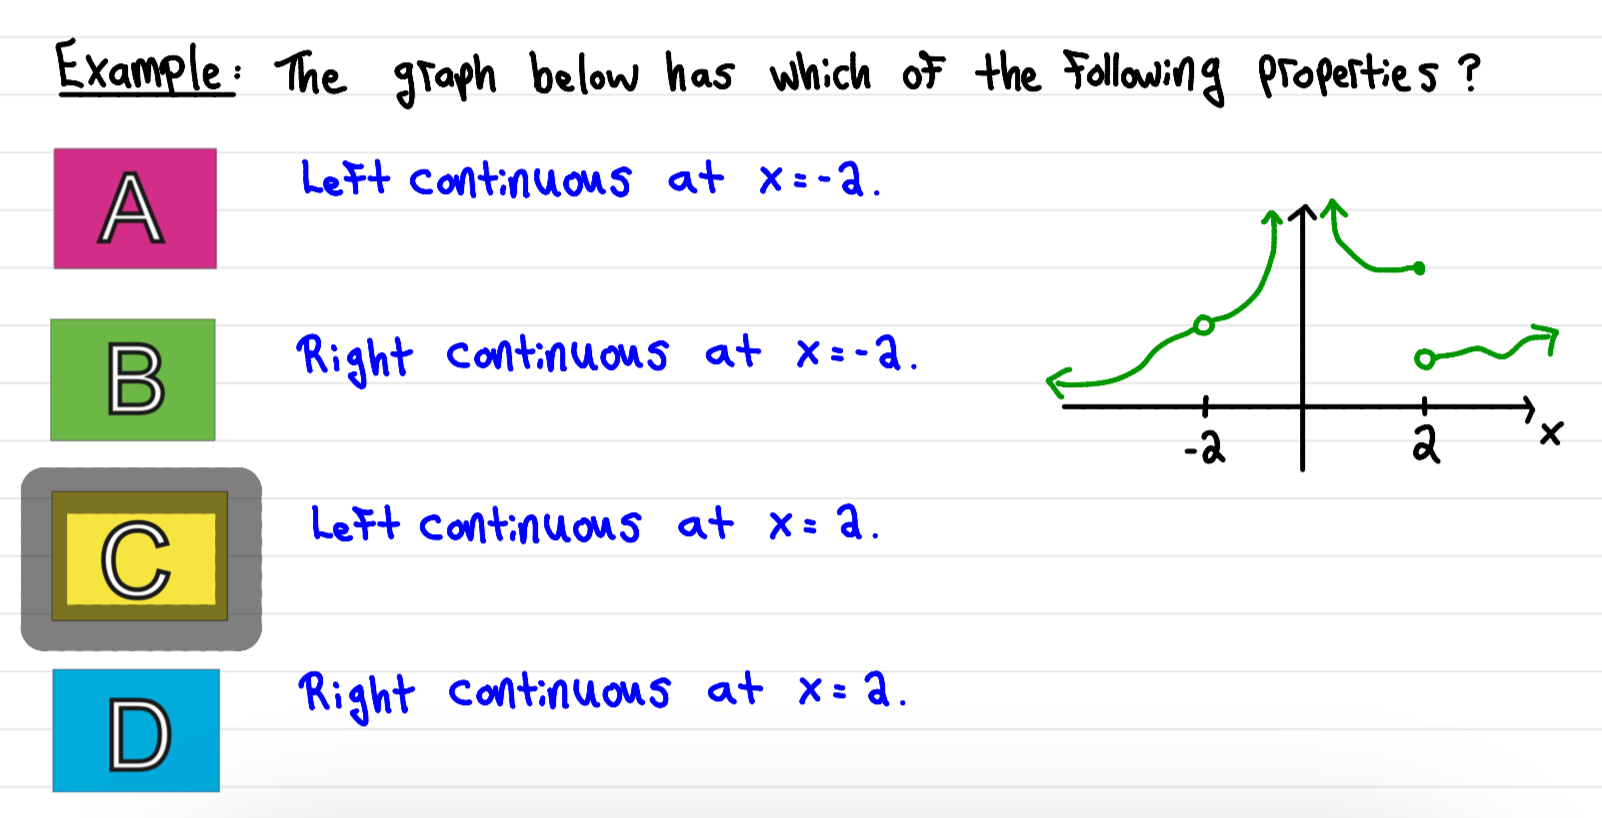 Example: The graph below has which of the following properties?
A Left continuous at x=-2.
B Right continuous at x=-2.
-2 2 x
C Left continuous at x=2.
D Right continuous at x=2.